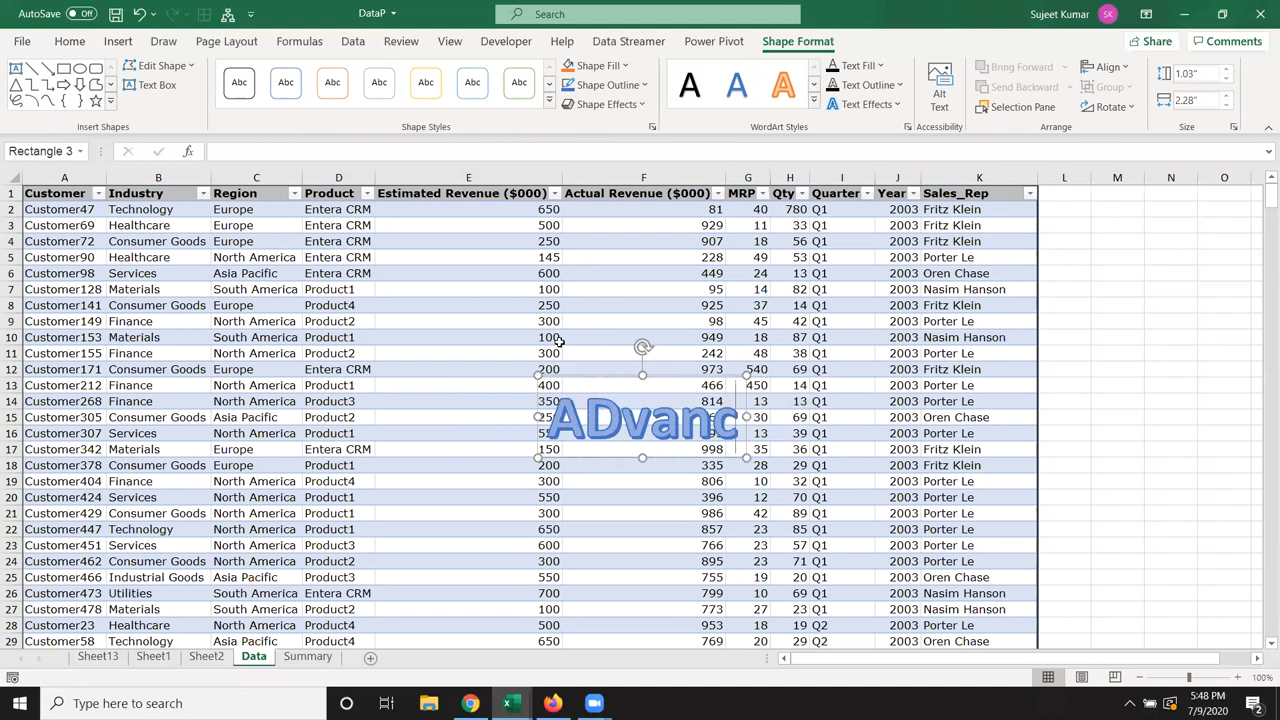 AutoSave Off DataP Search Sujeet Kumar SK
File Home Insert Draw Page Layout Formulas Data Review View Developer Help Data Streamer Power Pivot Shape Format Share Comments
Edit Shape Text Box Insert Shapes
Abc Abc Abc Abc Abc Abc Abc Shape Fill Shape Outline Shape Effects Shape Styles
A A A Text Fill Text Outline Text Effects WordArt Styles
Alt Text Accessibility
Bring Forward Send Backward Selection Pane Align Group Rotate Arrange
1.03" 2.28" Size
Rectangle 3 fx
A B C D E F G H I J K L M N O
1 Customer Industry Region Product Estimated Revenue ($000) Actual Revenue ($000) MRP Qty Quarter Year Sales_Rep
2 Customer47 Technology Europe Entera CRM 650 81 40 780 Q1 2003 Fritz Klein
3 Customer69 Healthcare Europe Entera CRM 500 929 11 33 Q1 2003 Fritz Klein
4 Customer72 Consumer Goods Europe Entera CRM 250 907 18 56 Q1 2003 Fritz Klein
5 Customer90 Healthcare North America Entera CRM 145 228 49 53 Q1 2003 Porter Le
6 Customer98 Services Asia Pacific Entera CRM 600 449 24 13 Q1 2003 Oren Chase
7 Customer128 Materials South America Product1 100 95 14 82 Q1 2003 Nasim Hanson
8 Customer141 Consumer Goods Europe Product4 250 925 37 14 Q1 2003 Fritz Klein
9 Customer149 Finance North America Product2 300 98 45 42 Q1 2003 Porter Le
10 Customer153 Materials South America Product1 100 949 18 87 Q1 2003 Nasim Hanson
11 Customer155 Finance North America Product2 300 242 48 38 Q1 2003 Porter Le
12 Customer171 Consumer Goods Europe Entera CRM 200 973 540 69 Q1 2003 Fritz Klein
13 Customer212 Finance North America Product1 400 466 450 14 Q1 2003 Porter Le
14 Customer268 Finance North America Product3 350 814 13 13 Q1 2003 Porter Le
15 Customer305 Consumer Goods Asia Pacific Product2 30 69 Q1 2003 Oren Chase
ADvanc
16 Customer307 Services North America Product1 13 39 Q1 2003 Porter Le
17 Customer342 Materials Europe Entera CRM 150 998 35 36 Q1 2003 Fritz Klein
18 Customer378 Consumer Goods Europe Product1 200 335 28 29 Q1 2003 Fritz Klein
19 Customer404 Finance North America Product4 300 806 10 32 Q1 2003 Porter Le
20 Customer424 Services North America Product1 550 396 12 70 Q1 2003 Porter Le
21 Customer429 Consumer Goods North America Product1 300 986 42 89 Q1 2003 Porter Le
22 Customer447 Technology North America Product1 650 857 23 85 Q1 2003 Porter Le
23 Customer451 Services North America Product3 600 766 23 57 Q1 2003 Porter Le
24 Customer462 Consumer Goods North America Product2 300 895 23 71 Q1 2003 Porter Le
25 Customer466 Industrial Goods Asia Pacific Product3 550 755 19 20 Q1 2003 Oren Chase
26 Customer473 Utilities South America Entera CRM 700 799 10 69 Q1 2003 Nasim Hanson
27 Customer478 Materials South America Product2 100 773 27 23 Q1 2003 Nasim Hanson
28 Customer23 Healthcare North America Product4 500 953 18 19 Q2 2003 Porter Le
29 Customer58 Technology Asia Pacific Product4 650 769 20 29 Q2 2003 Oren Chase
Sheet13 Sheet1 Sheet2 Data Summary
100%
Type here to search
5:48 PM
7/9/2020
2